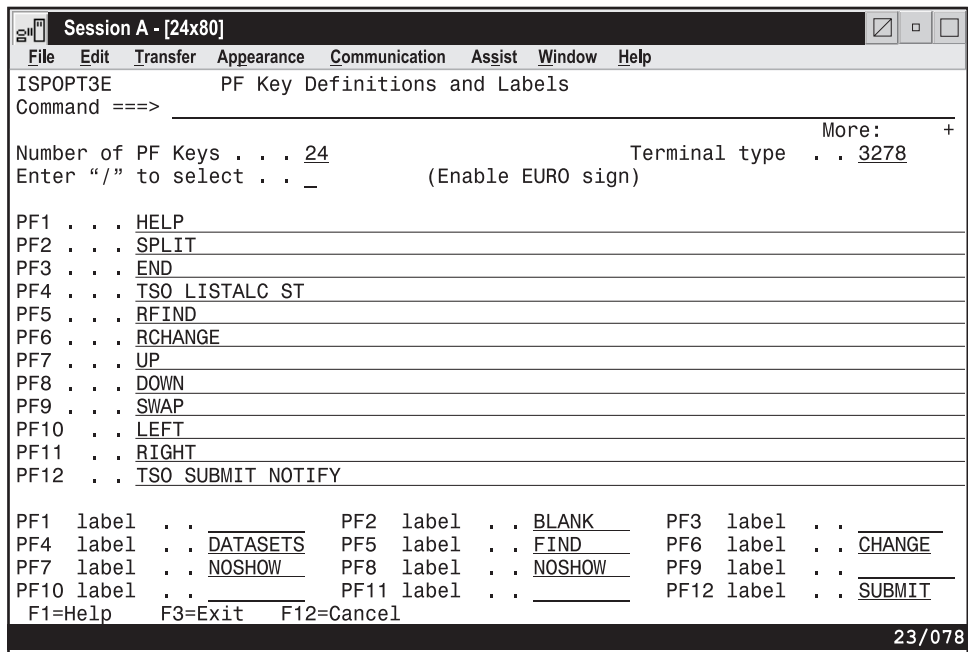 Session A - [24x80]
File Edit Transfer Appearance Communication Assist Window Help
ISPOPT3E PF Key Definitions and Labels
Command ===>
More: +
Number of PF Keys . . . 24 Terminal type . . 3278
Enter “/” to select . . _ (Enable EURO sign)
PF1 . . . HELP
PF2 . . . SPLIT
PF3 . . . END
PF4 . . . TSO LISTALC ST
PF5 . . . RFIND
PF6 . . . RCHANGE
PF7 . . . UP
PF8 . . . DOWN
PF9 . . . SWAP
PF10 . . LEFT
PF11 . . RIGHT
PF12 . . TSO SUBMIT NOTIFY
PF1 label . . PF2 label . . BLANK PF3 label . .
PF4 label . . DATASETS PF5 label . . FIND PF6 label . . CHANGE
PF7 label . . NOSHOW PF8 label . . NOSHOW PF9 label . .
PF10 label . . PF11 label . . PF12 label . . SUBMIT
F1=Help F3=Exit F12=Cancel
23/078